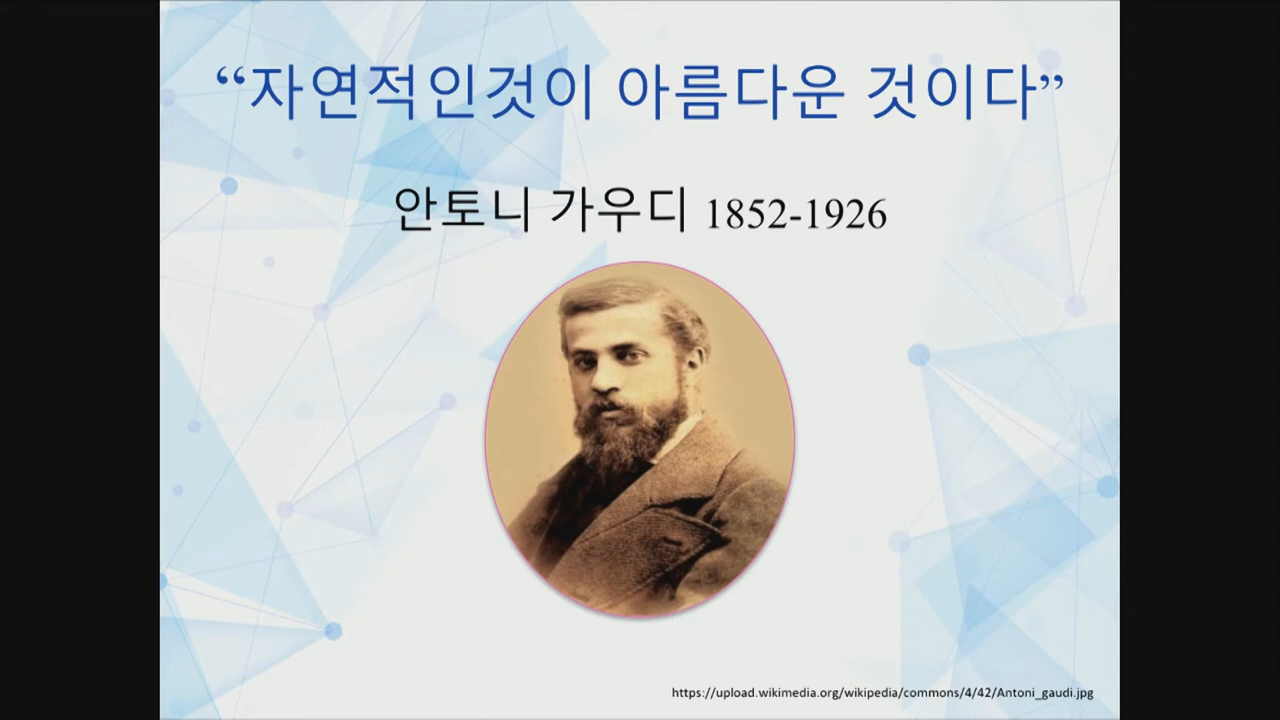 “자연적인것이 아름다운 것이다”
안토니 가우디 1852-1926
https://upload.wikimedia.org/wikipedia/commons/4/42/Antoni_gaudi.jpg